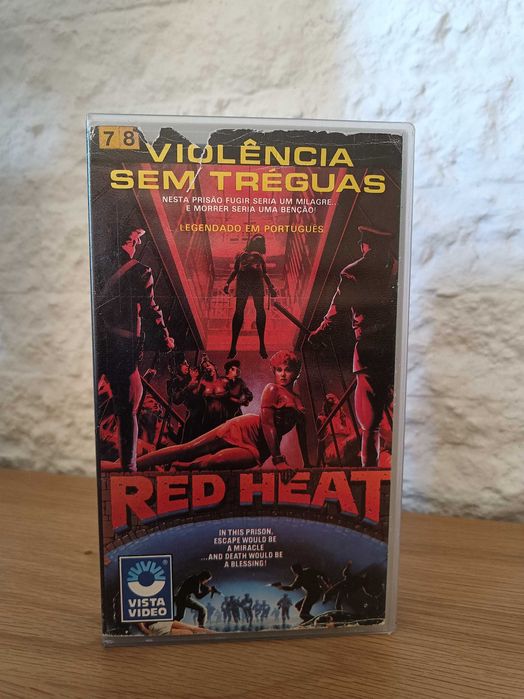 78
VIOLÊNCIA
SEM TRÉGUAS
NESTA PRISÃO FUGIR SERIA UM MILAGRE...
E MORRER SERIA UMA BENÇÃO!
LEGENDADO EM PORTUGUÊS
RED HEAT
IN THIS PRISON,
ESCAPE WOULD BE
A MIRACLE
...AND DEATH WOULD BE
A BLESSING!
VISTA
VIDEO